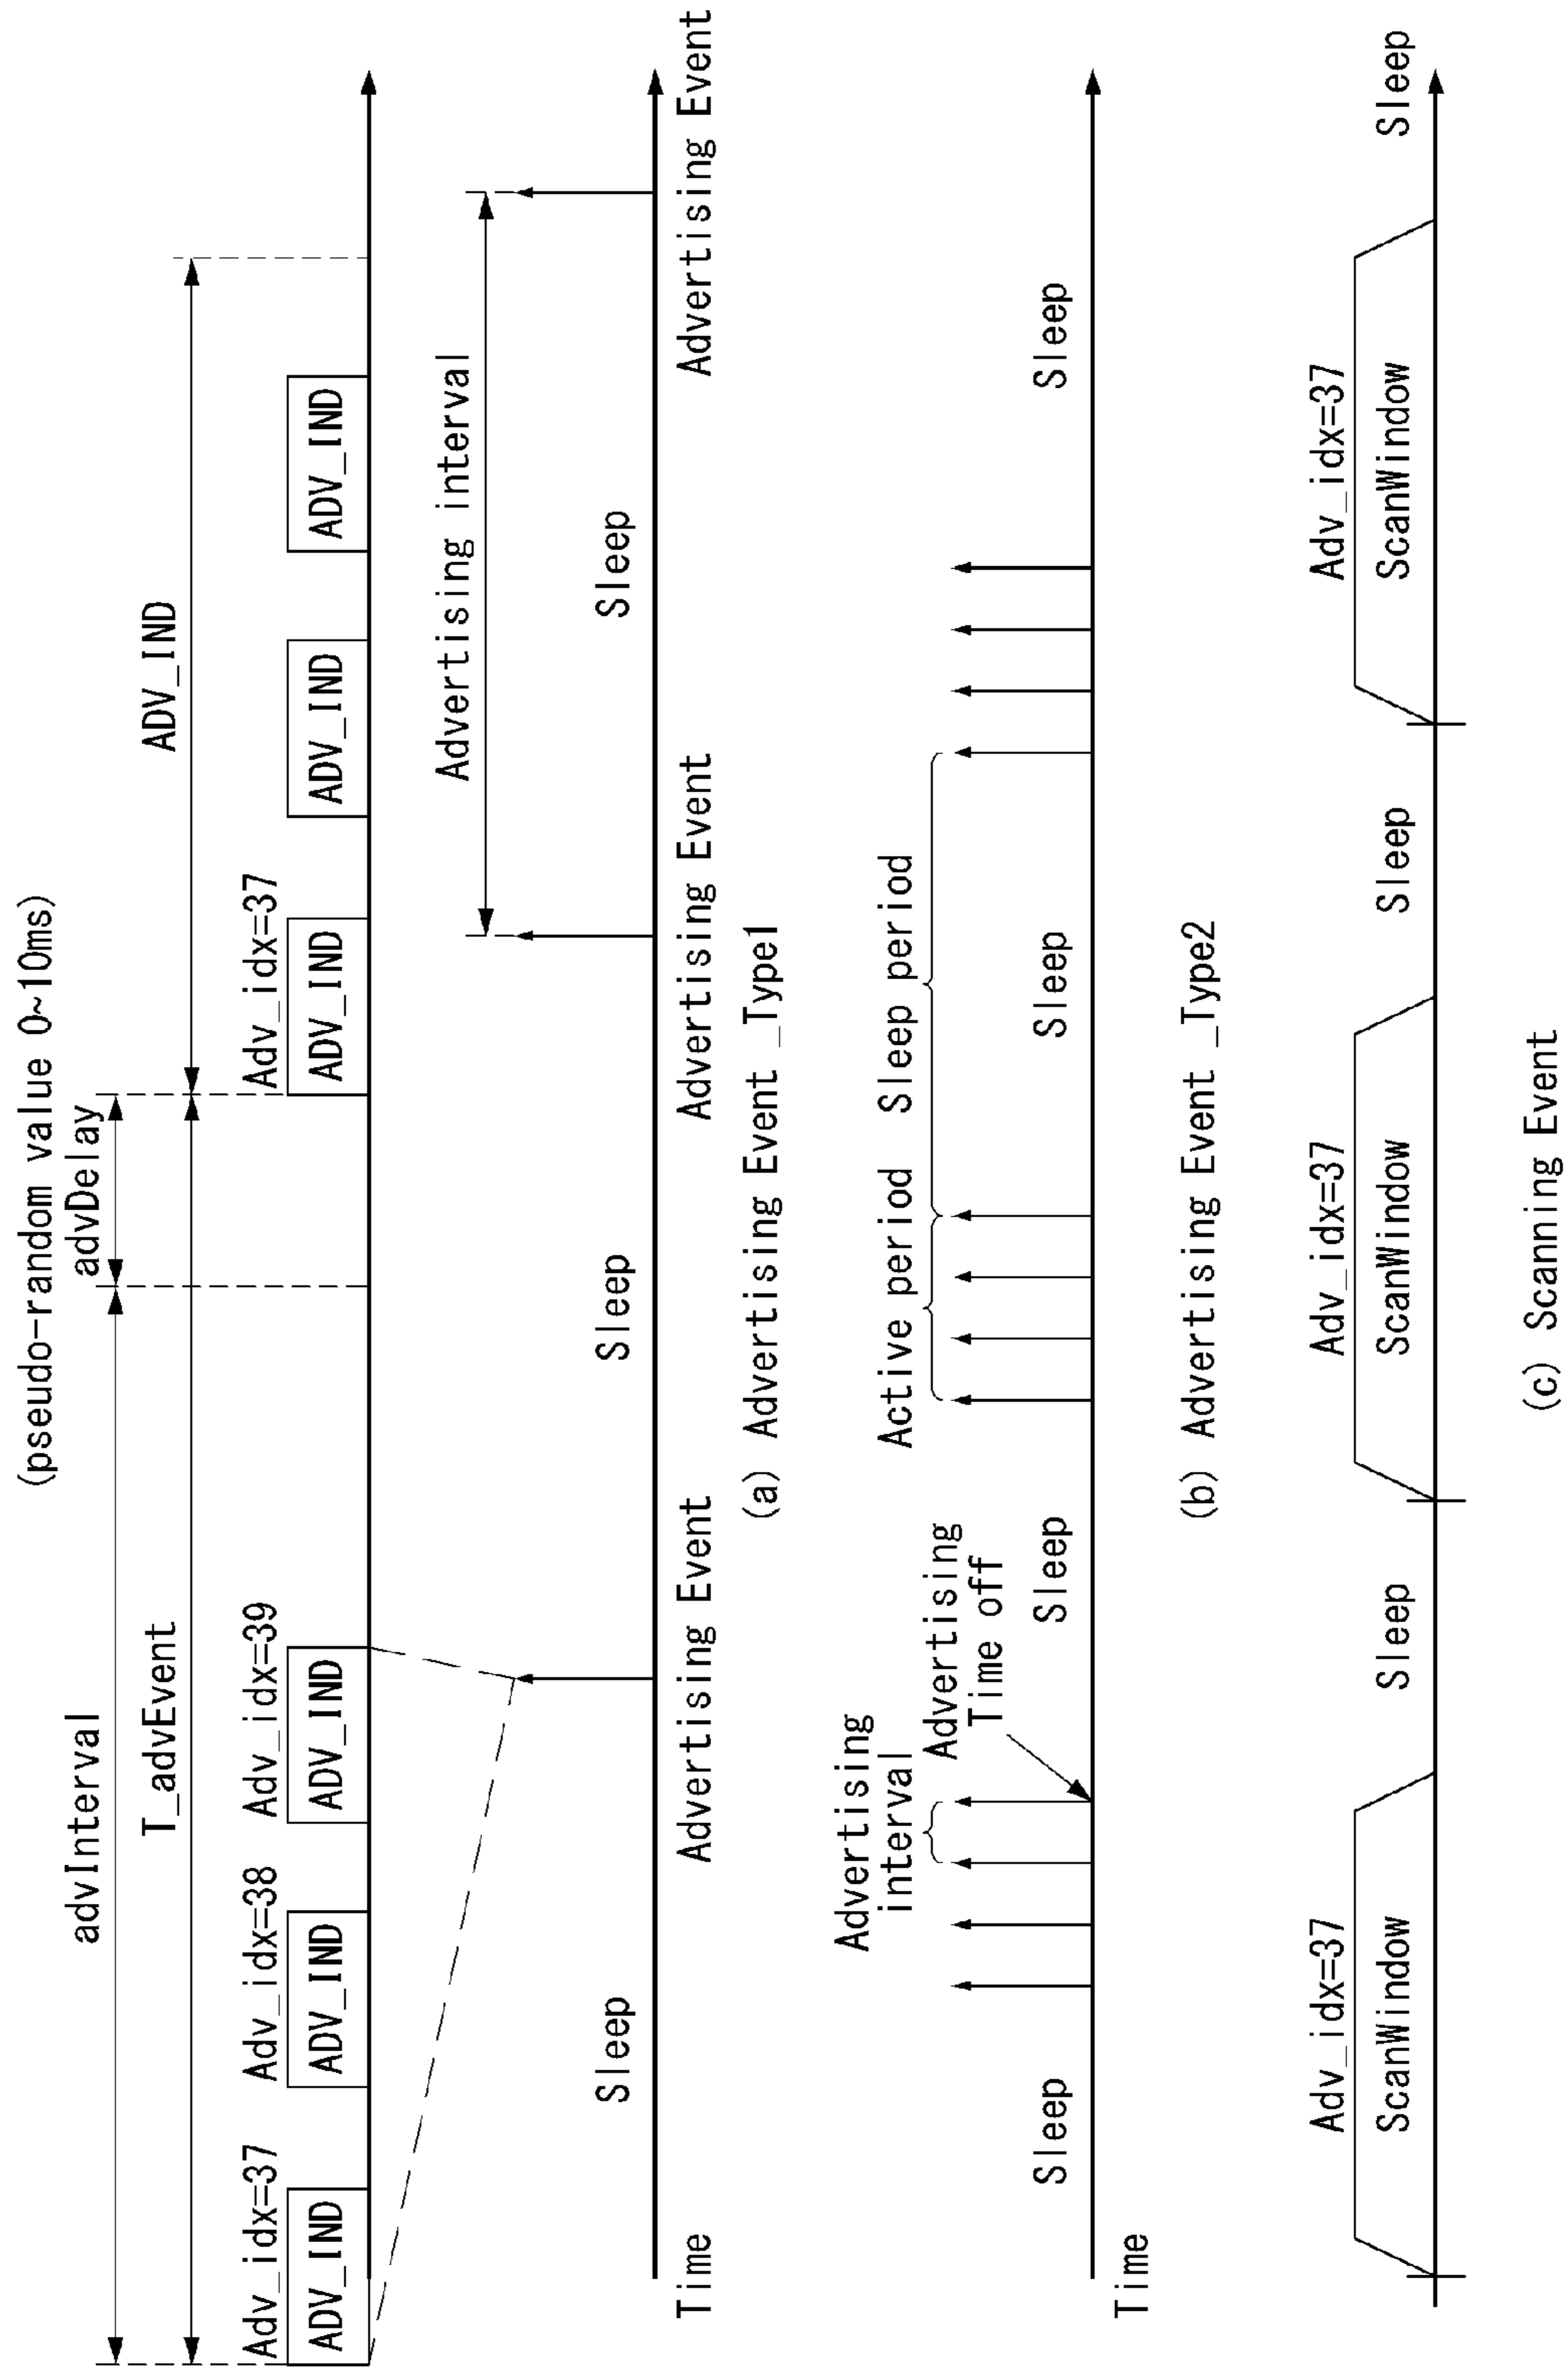 (pseudo-random value 0~10ms)
advInterval
advDelay
T_advEvent
ADV_IND
Adv_idx=37
Adv_idx=38
Adv_idx=39
Adv_idx=37
ADV_IND
ADV_IND
ADV_IND
ADV_IND
ADV_IND
ADV_IND
Advertising interval
Sleep
Sleep
Sleep
Time
Advertising Event
Advertising Event
Advertising Event
(a) Advertising Event _Type1
Advertising
interval
Advertising
Time off
Active period
Sleep period
Sleep
Sleep
Sleep
Sleep
Time
(b) Advertising Event _Type2
Adv_idx=37
Adv_idx=37
Adv_idx=37
ScanWindow
Sleep
ScanWindow
Sleep
ScanWindow
Sleep
(c) Scanning Event